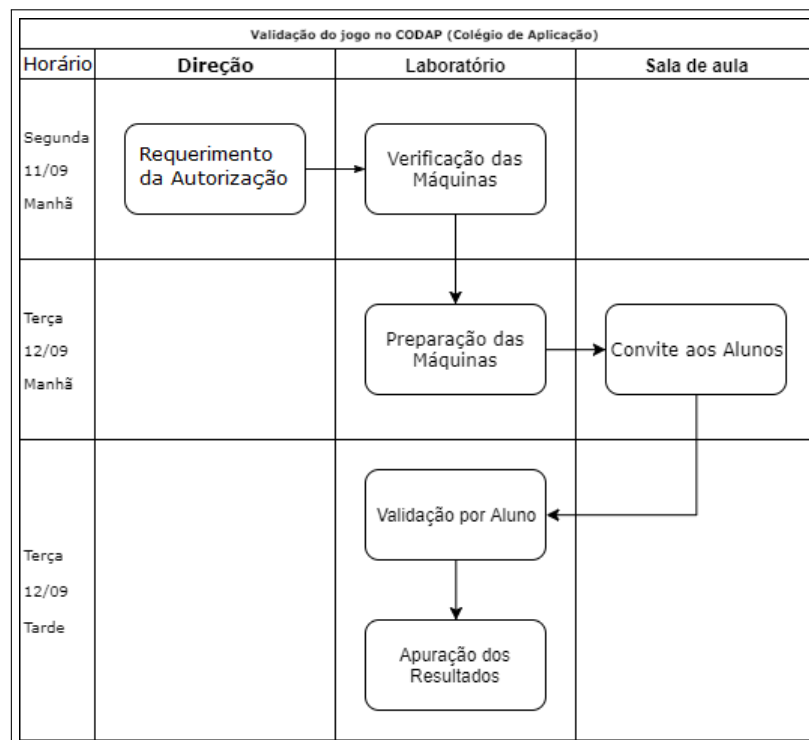 Validação do jogo no CODAP (Colégio de Aplicação)
Horário
Direção
Laboratório
Sala de aula
Segunda
11/09
Manhã
Requerimento
da Autorização
Verificação das
Máquinas
Terça
12/09
Manhã
Preparação das
Máquinas
Convite aos Alunos
Terça
12/09
Tarde
Validação por Aluno
Apuração dos
Resultados